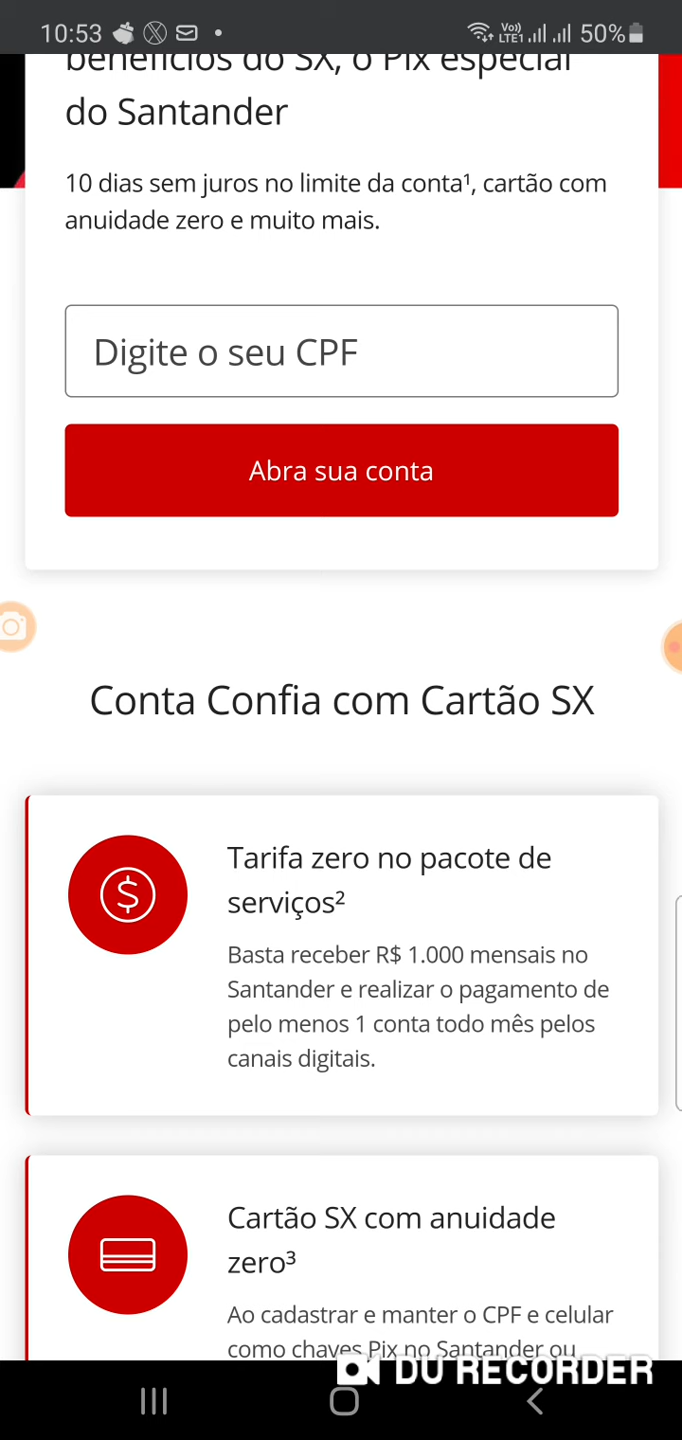 10:53
Vo))
LTE1
50%
benefícios do SX, o Pix especial
do Santander
10 dias sem juros no limite da conta¹, cartão com
anuidade zero e muito mais.
Digite o seu CPF
Abra sua conta
Conta Confia com Cartão SX
Tarifa zero no pacote de
serviços²
Basta receber R$ 1.000 mensais no
Santander e realizar o pagamento de
pelo menos 1 conta todo mês pelos
canais digitais.
Cartão SX com anuidade
zero³
Ao cadastrar e manter o CPF e celular
como chaves Pix no Santander ou
DU RECORDER